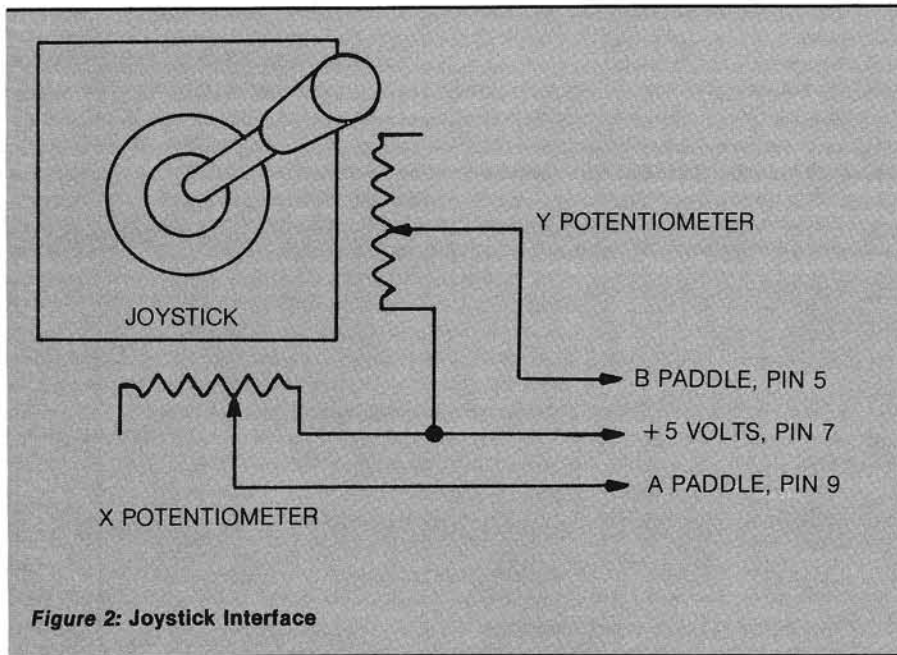 JOYSTICK
Y POTENTIOMETER
B PADDLE, PIN 5
+5 VOLTS, PIN 7
A PADDLE, PIN 9
X POTENTIOMETER
Figure 2: Joystick Interface